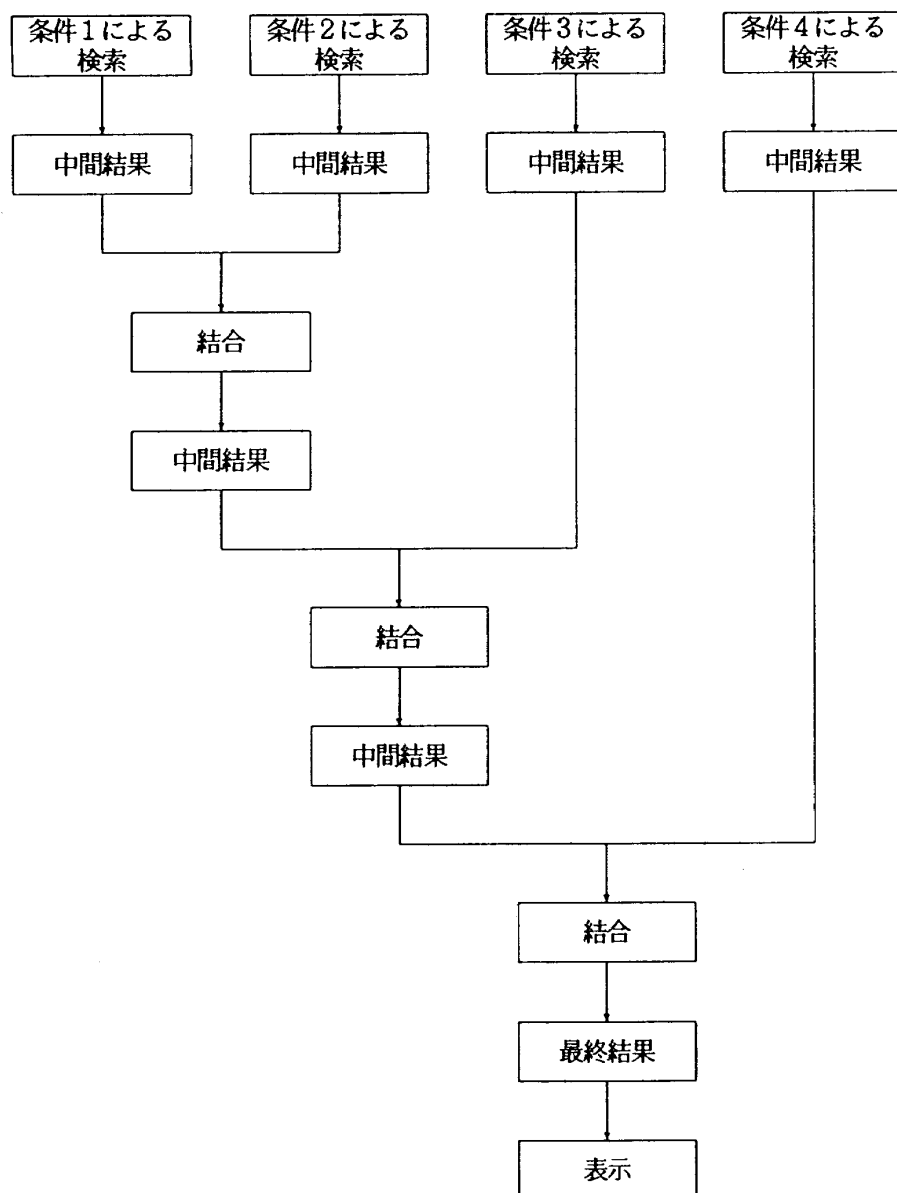 条件1による
検索
条件2による
検索
条件3による
検索
条件4による
検索
中間結果
中間結果
中間結果
中間結果
結合
中間結果
結合
中間結果
結合
最終結果
表示